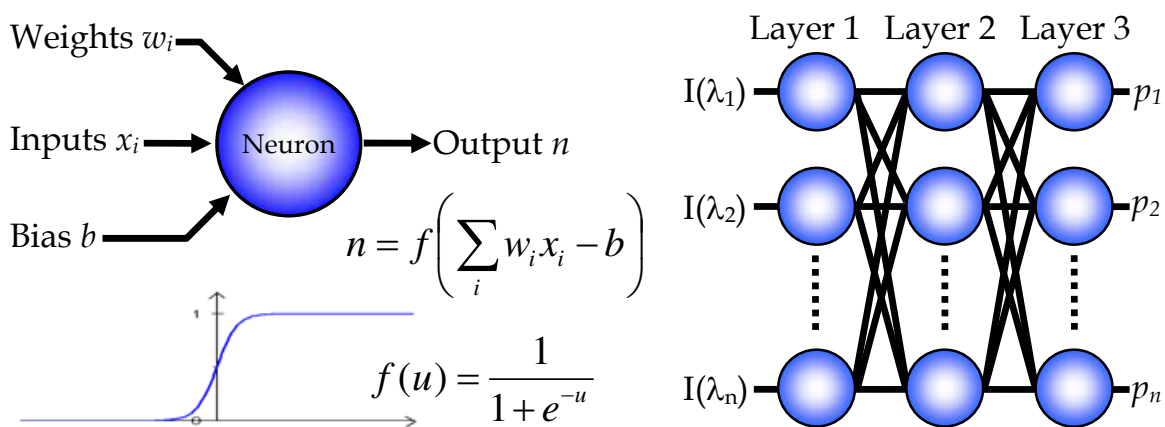 Weights wᵢ
Inputs xᵢ
Neuron
Output n
Bias b
n = f(∑ᵢ wᵢxᵢ − b)
1
0
f(u) = 1 / (1 + e⁻ᵘ)
Layer 1 Layer 2 Layer 3
I(λ₁) p₁
I(λ₂) p₂
I(λₙ) pₙ